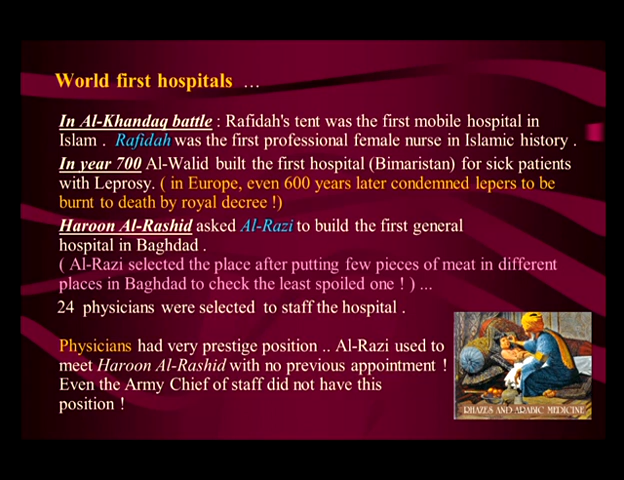 World first hospitals ...
In Al-Khandaq battle : Rafidah's tent was the first mobile hospital in
Islam . Rafidah was the first professional female nurse in Islamic history .
In year 700 Al-Walid built the first hospital (Bimaristan) for sick patients
with Leprosy. ( in Europe, even 600 years later condemned lepers to be
burnt to death by royal decree !)
Haroon Al-Rashid asked Al-Razi to build the first general
hospital in Baghdad .
( Al-Razi selected the place after putting few pieces of meat in different
places in Baghdad to check the least spoiled one ! ) ...
24 physicians were selected to staff the hospital .
Physicians had very prestige position .. Al-Razi used to
meet Haroon Al-Rashid with no previous appointment !
Even the Army Chief of staff did not have this
position !
RHAZES AND ARABIC MEDICINE